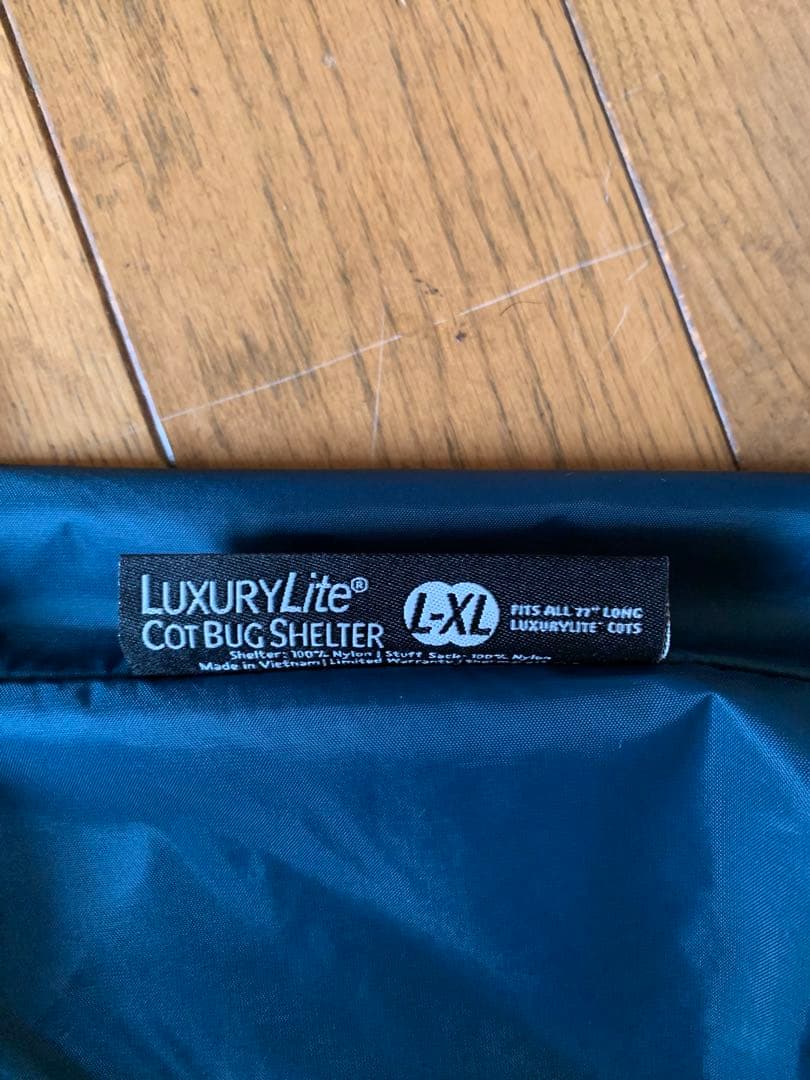 LUXURYLite®
COT BUG SHELTER
L-XL
FITS ALL 77" LONG
LUXURYLITE™ COTS
Shelter: 100% Nylon | Stuff Sack: 100% Nylon
Made in Vietnam | Limited Warranty |